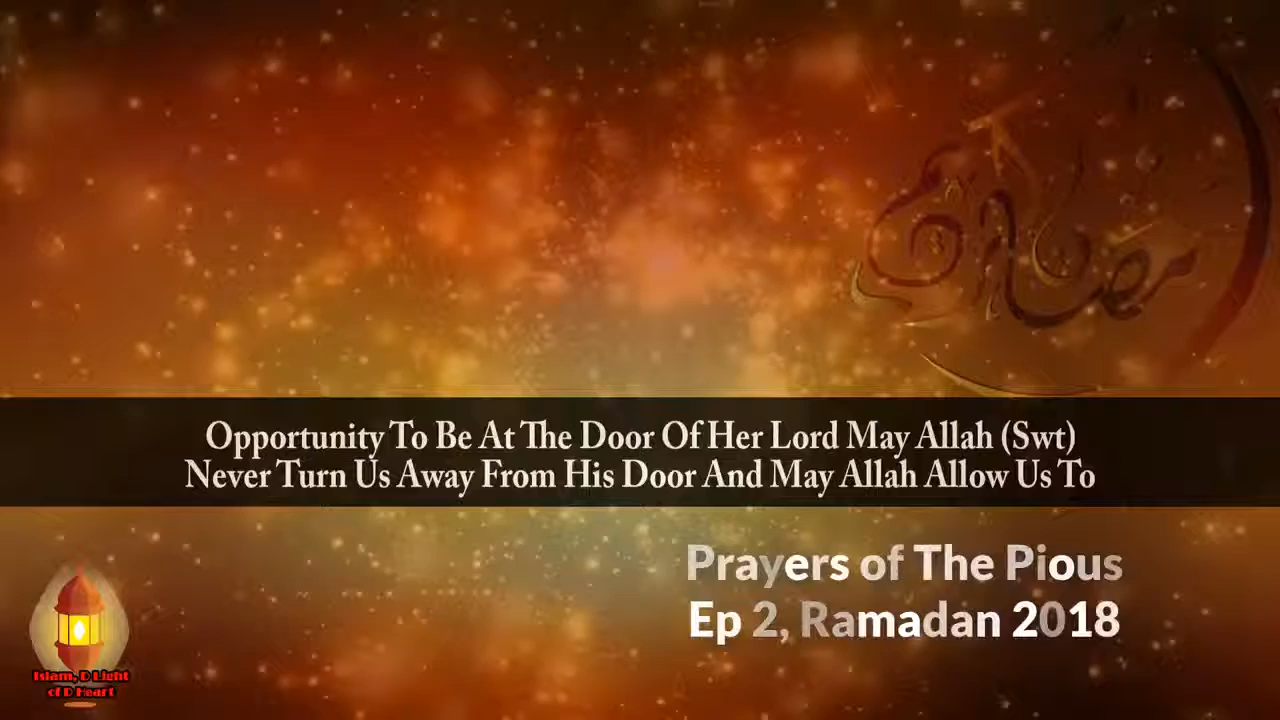 Opportunity To Be At The Door Of Her Lord May Allah (Swt)
Never Turn Us Away From His Door And May Allah Allow Us To
Prayers of The Pious
Ep 2, Ramadan 2018
Islam, D Light
of D Heart